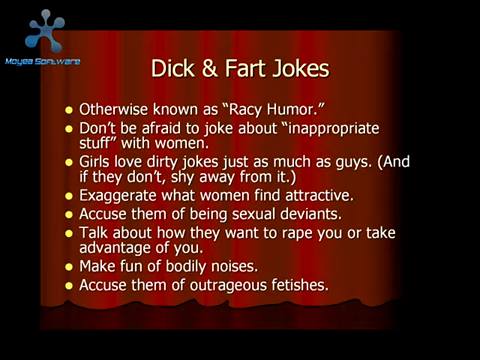 Moyea Software
Dick & Fart Jokes
Otherwise known as “Racy Humor.”
Don’t be afraid to joke about “inappropriate
stuff” with women.
Girls love dirty jokes just as much as guys. (And
if they don’t, shy away from it.)
Exaggerate what women find attractive.
Accuse them of being sexual deviants.
Talk about how they want to rape you or take
advantage of you.
Make fun of bodily noises.
Accuse them of outrageous fetishes.